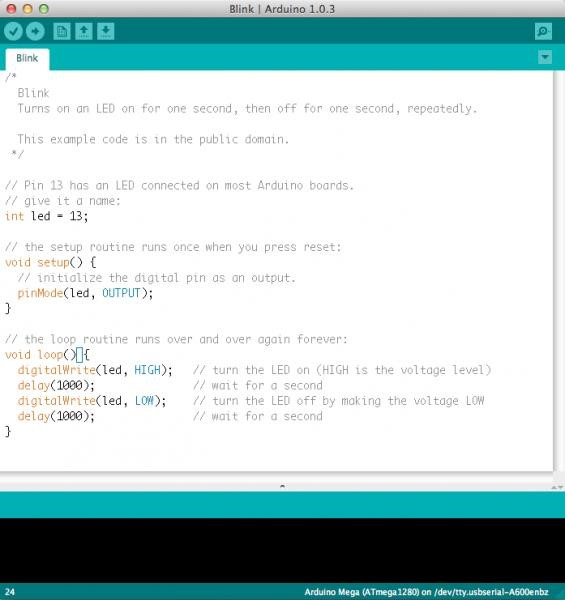 Blink | Arduino 1.0.3
Blink
/*
  Blink
  Turns on an LED on for one second, then off for one second, repeatedly.

  This example code is in the public domain.
 */

// Pin 13 has an LED connected on most Arduino boards.
// give it a name:
int led = 13;

// the setup routine runs once when you press reset:
void setup() {
  // initialize the digital pin as an output.
  pinMode(led, OUTPUT);
}

// the loop routine runs over and over again forever:
void loop() {
  digitalWrite(led, HIGH);   // turn the LED on (HIGH is the voltage level)
  delay(1000);               // wait for a second
  digitalWrite(led, LOW);    // turn the LED off by making the voltage LOW
  delay(1000);               // wait for a second
}
24
Arduino Mega (ATmega1280) on /dev/tty.usbserial-A600enbz